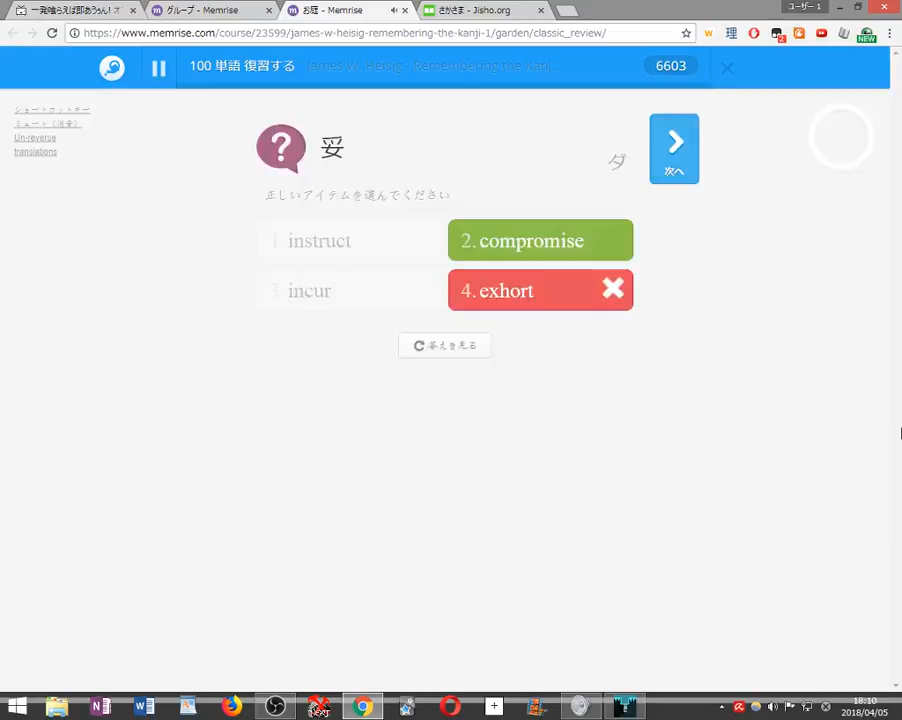 一発喰らえば即あうぅん! オ
グループ - Memrise
お庭 - Memrise
さかさま - Jisho.org
ユーザー 1
https://www.memrise.com/course/23599/james-w-heisig-remembering-the-kanji-1/garden/classic_review/
w
理
2
NEW
100 単語 復習する
James W. Heisig - Remembering the Kanji...
6603
ショートカットキー
ミュート（消音）
Un-reverse
translations
?
妥
ダ
次へ
正しいアイテムを選んでください
1 instruct
2. compromise
3 incur
4. exhort
答えを見る
18:10
2018/04/05